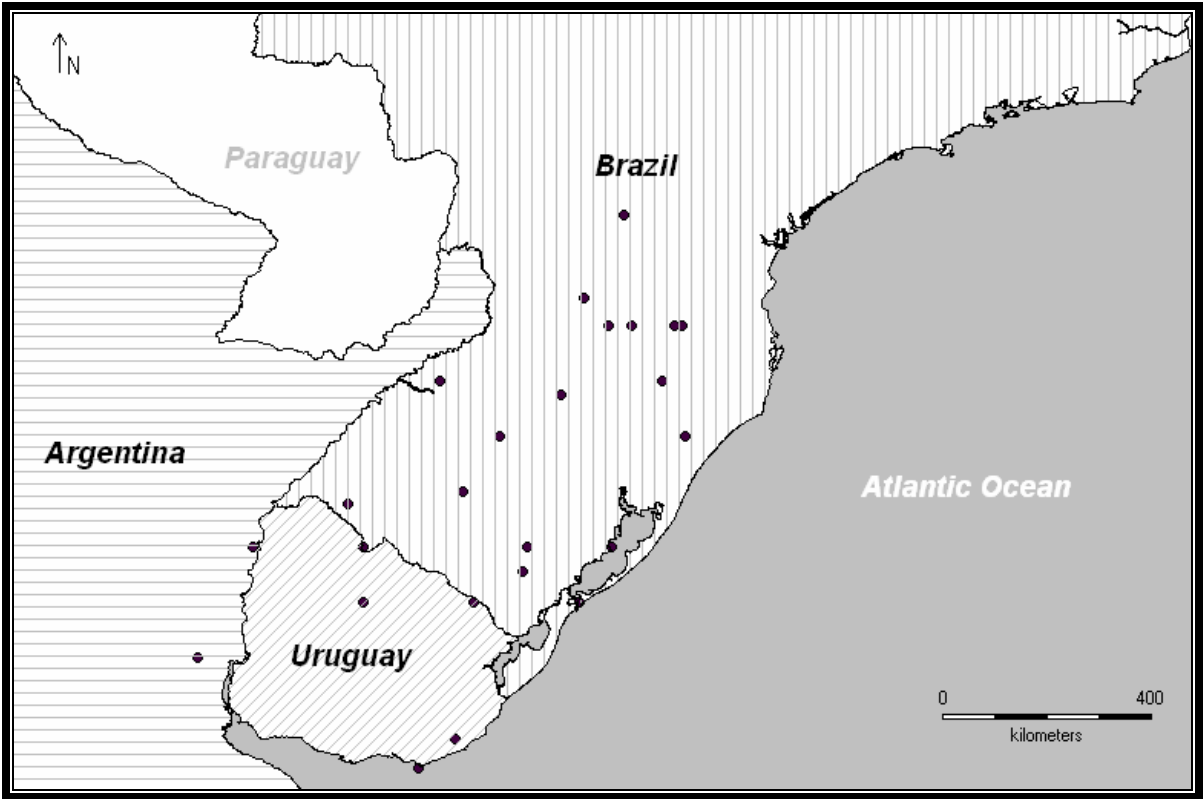 N
Paraguay
Brazil
Argentina
Atlantic Ocean
Uruguay
0 400
kilometers